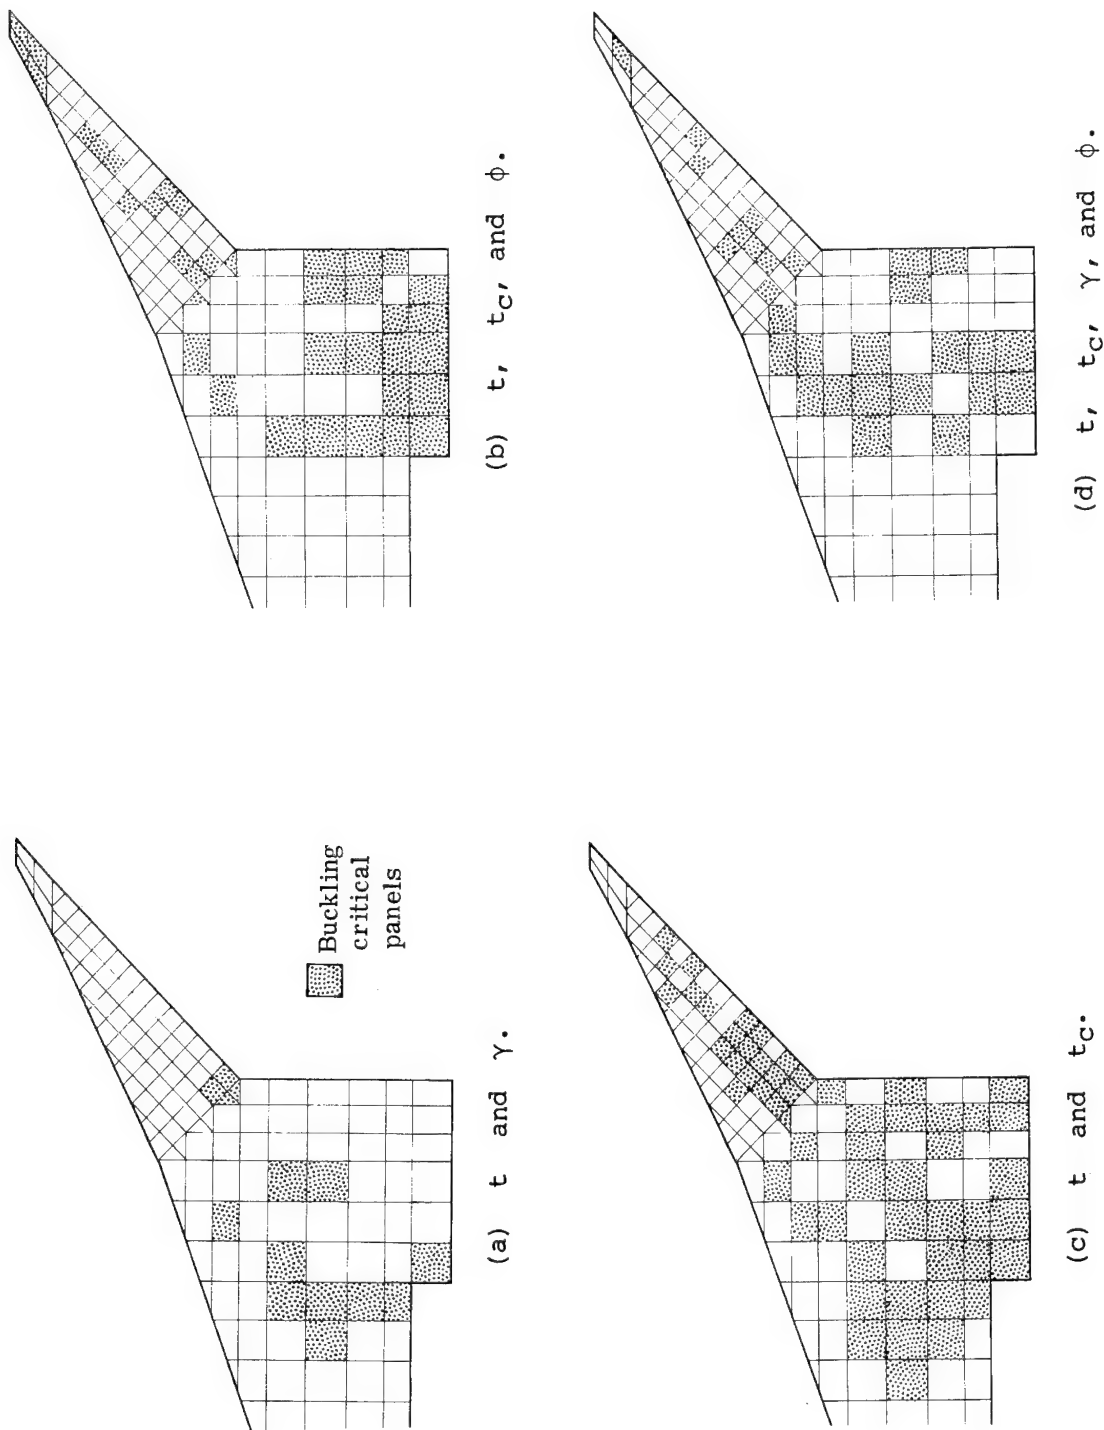 (a) t and γ.
Buckling
critical
panels
(b) t, t_c, and φ.
(c) t and t_c.
(d) t, t_c, γ, and φ.